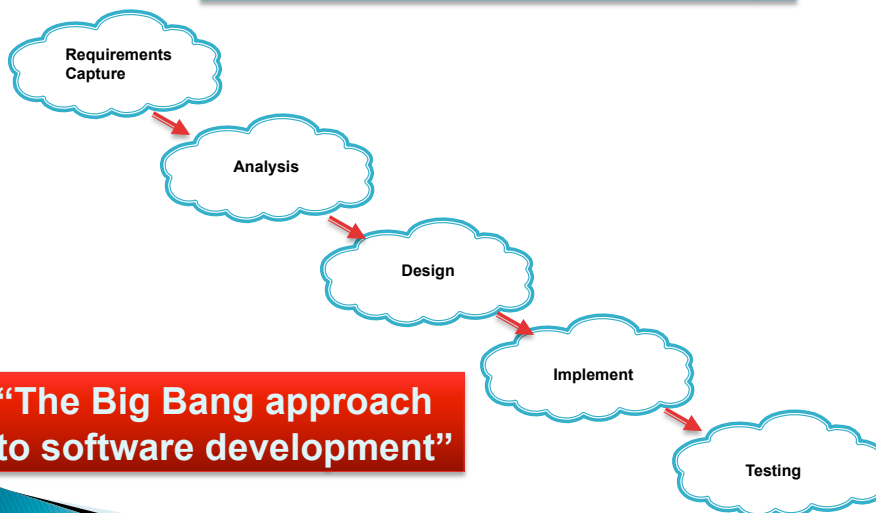 Requirements
Capture
Analysis
Design
Implement
Testing
“The Big Bang approach
to software development”